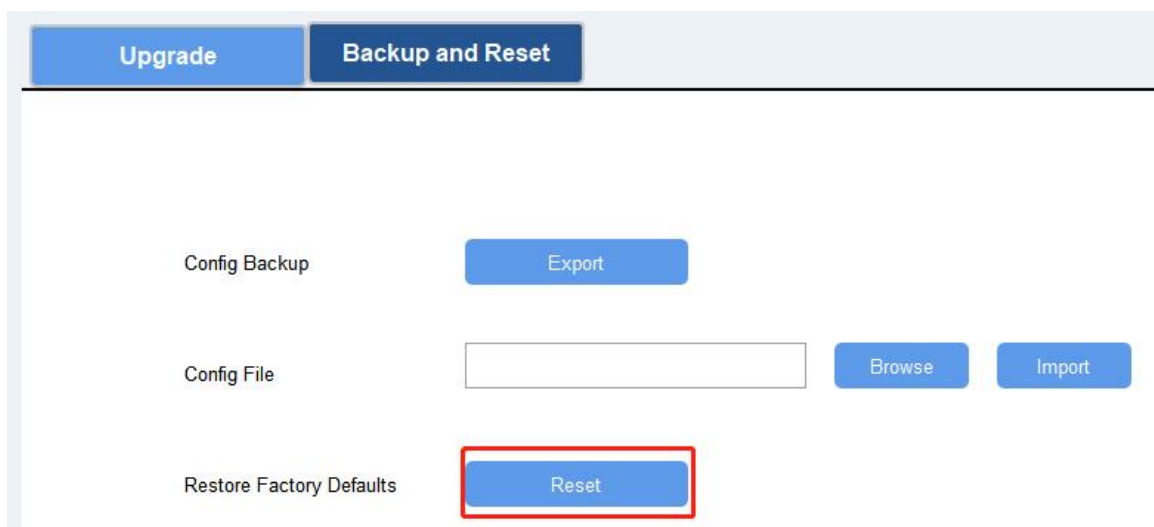 Upgrade Backup and Reset
Config Backup Export
Config File Browse Import
Restore Factory Defaults Reset